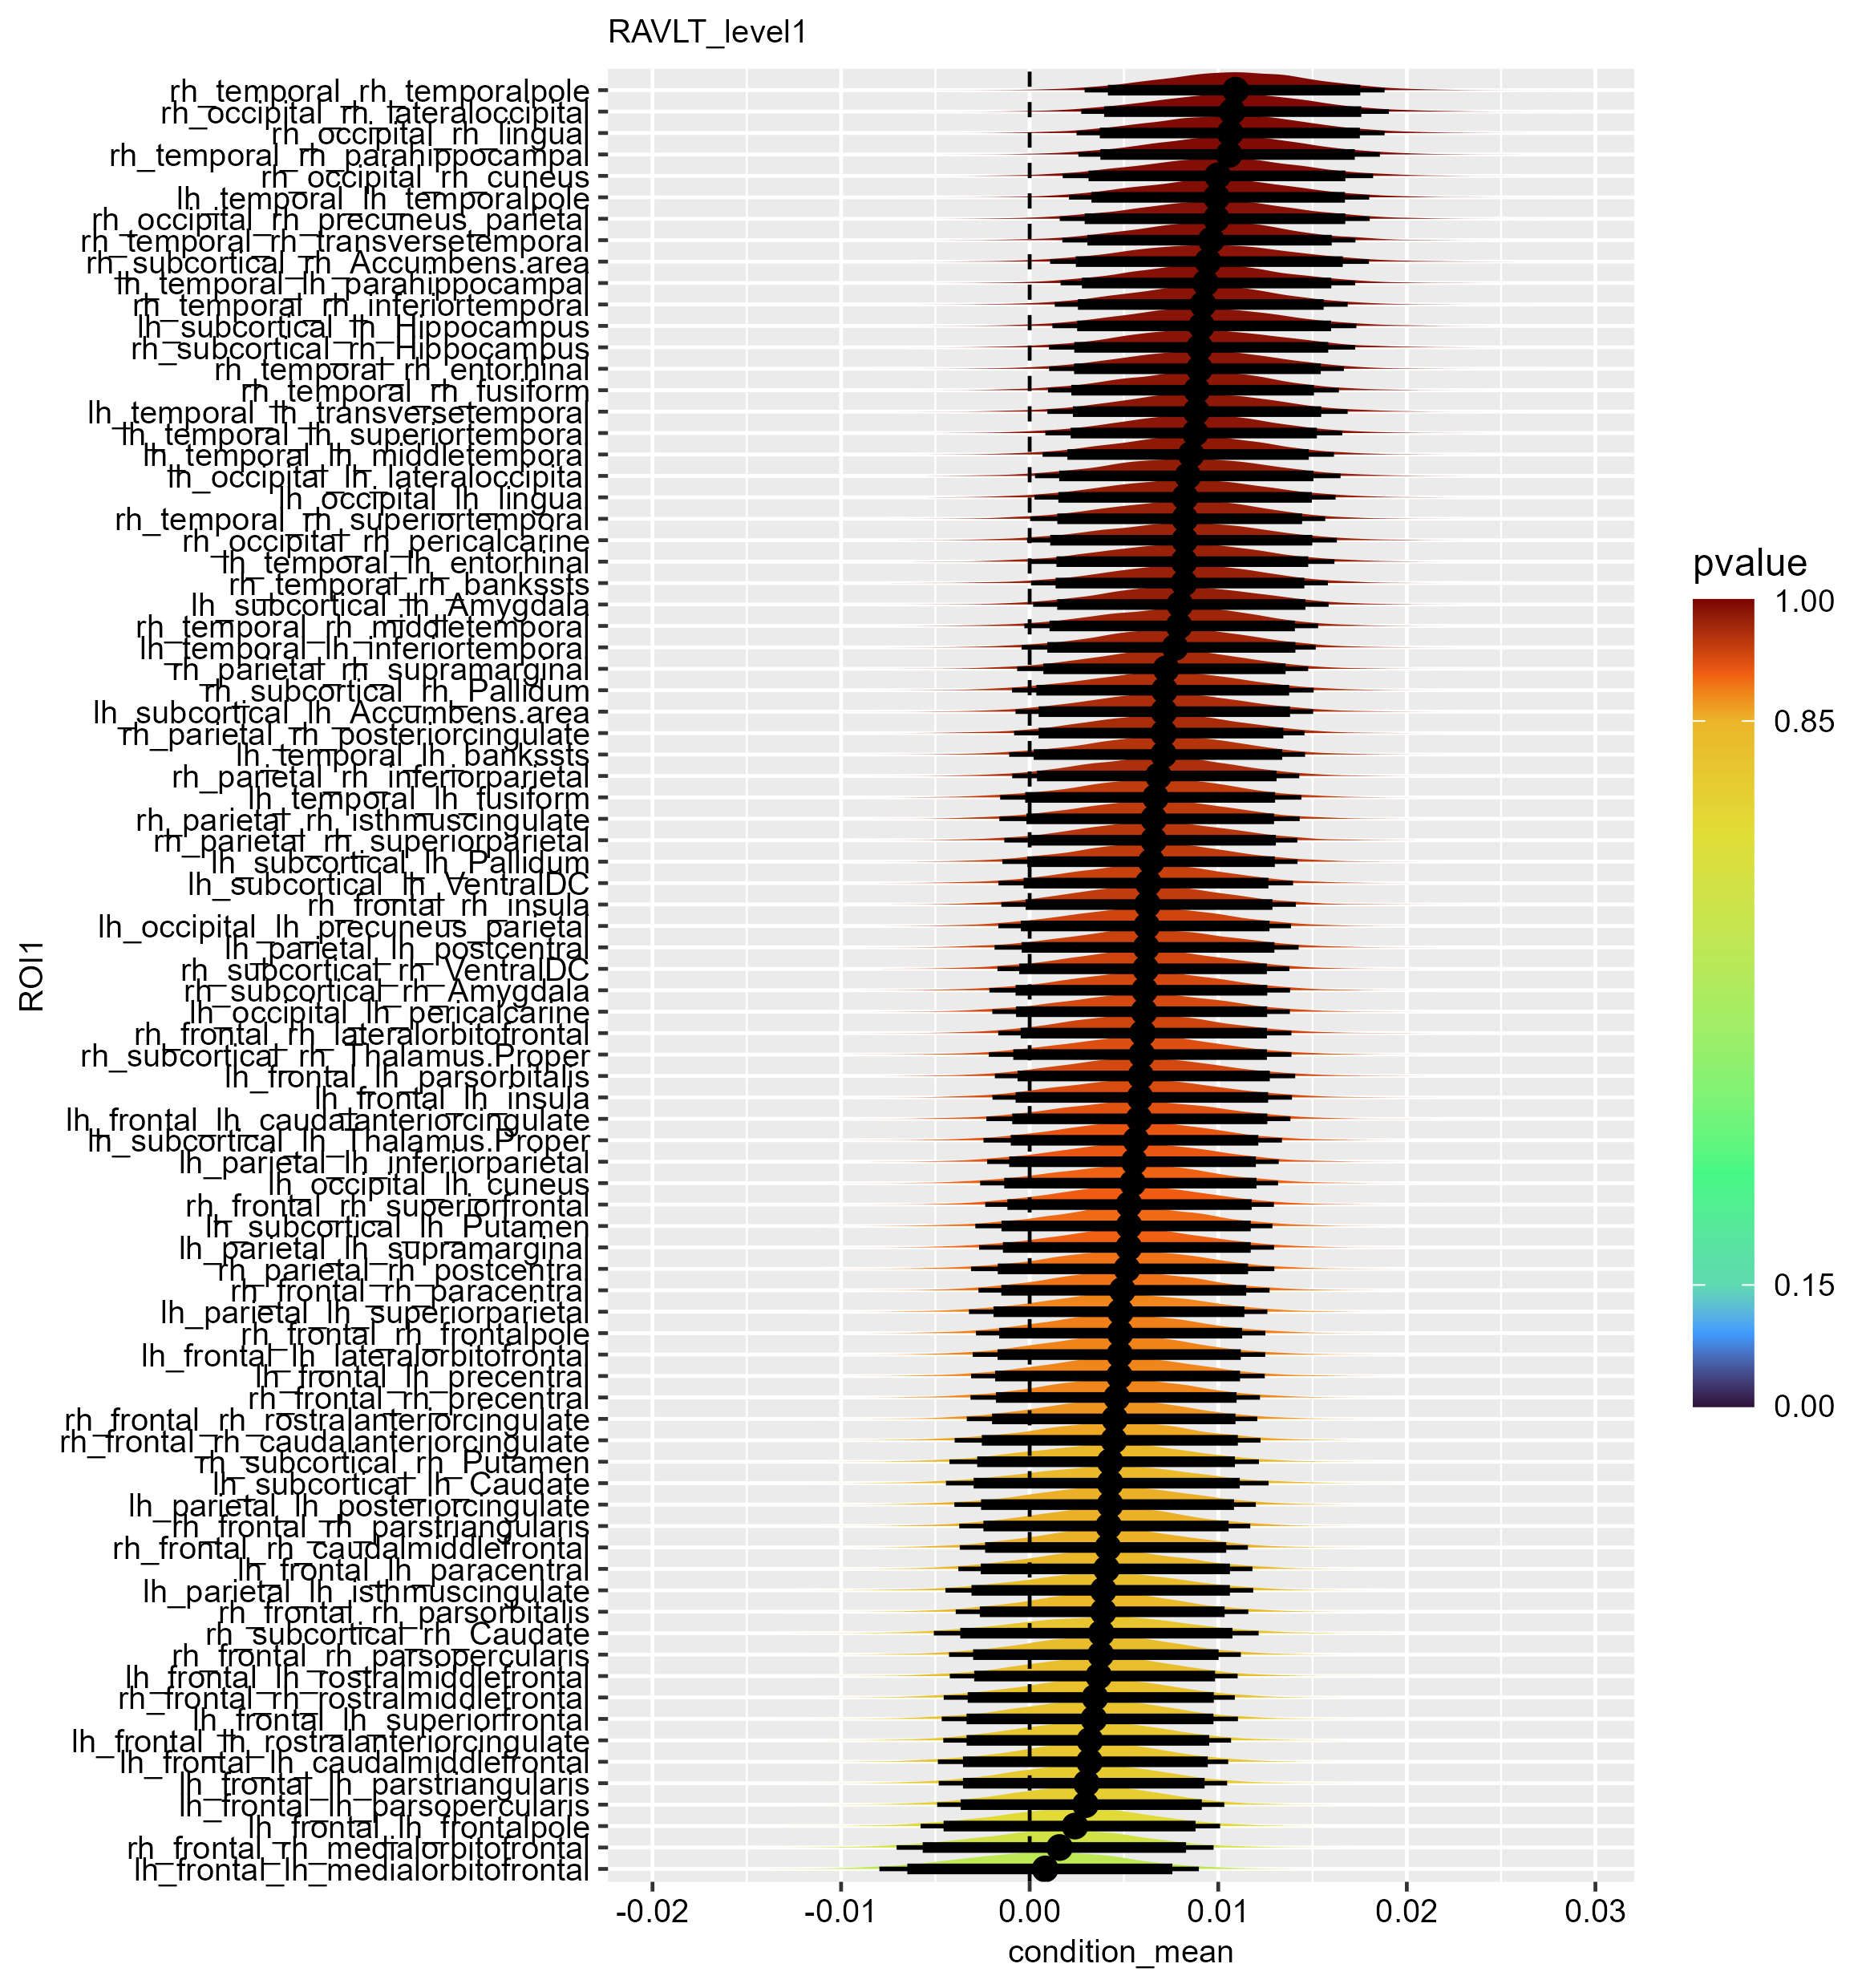 RAVLT_level1
rh_temporal_rh_temporalpole
rh_occipital_rh_lateraloccipital
rh_occipital_rh_lingual
rh_temporal_rh_parahippocampal
rh_occipital_rh_cuneus
lh_temporal_lh_temporalpole
rh_occipital_rh_precuneus_parietal
rh_temporal_rh_transversetemporal
rh_subcortical_rh_Accumbens.area
lh_temporal_lh_parahippocampal
rh_temporal_rh_inferiortemporal
lh_subcortical_lh_Hippocampus
rh_subcortical_rh_Hippocampus
rh_temporal_rh_entorhinal
rh_temporal_rh_fusiform
lh_temporal_lh_transversetemporal
lh_temporal_lh_superiortemporal
lh_temporal_lh_middletemporal
lh_occipital_lh_lateraloccipital
lh_occipital_lh_lingual
rh_temporal_rh_superiortemporal
rh_occipital_rh_pericalcarine
lh_temporal_lh_entorhinal
rh_temporal_rh_bankssts
lh_subcortical_lh_Amygdala
rh_temporal_rh_middletemporal
lh_temporal_lh_inferiortemporal
rh_parietal_rh_supramarginal
rh_subcortical_rh_Pallidum
lh_subcortical_lh_Accumbens.area
rh_parietal_rh_posteriorcingulate
lh_temporal_lh_bankssts
rh_parietal_rh_inferiorparietal
lh_temporal_lh_fusiform
rh_parietal_rh_isthmuscingulate
rh_parietal_rh_superiorparietal
lh_subcortical_lh_Pallidum
lh_subcortical_lh_VentralDC
rh_frontal_rh_insula
lh_occipital_lh_precuneus_parietal
lh_parietal_lh_postcentral
rh_subcortical_rh_VentralDC
rh_subcortical_rh_Amygdala
lh_occipital_lh_pericalcarine
rh_frontal_rh_lateralorbitofrontal
rh_subcortical_rh_Thalamus.Proper
lh_frontal_lh_parsorbitalis
lh_frontal_lh_insula
lh_frontal_lh_caudalanteriorcingulate
lh_subcortical_lh_Thalamus.Proper
lh_parietal_lh_inferiorparietal
lh_occipital_lh_cuneus
rh_frontal_rh_superiorfrontal
lh_subcortical_lh_Putamen
lh_parietal_lh_supramarginal
rh_parietal_rh_postcentral
rh_frontal_rh_paracentral
lh_parietal_lh_superiorparietal
rh_frontal_rh_frontalpole
lh_frontal_lh_lateralorbitofrontal
lh_frontal_lh_precentral
rh_frontal_rh_precentral
rh_frontal_rh_rostralanteriorcingulate
rh_frontal_rh_caudalanteriorcingulate
rh_subcortical_rh_Putamen
lh_subcortical_lh_Caudate
lh_parietal_lh_posteriorcingulate
rh_frontal_rh_parstriangularis
rh_frontal_rh_caudalmiddlefrontal
lh_frontal_lh_paracentral
lh_parietal_lh_isthmuscingulate
rh_frontal_rh_parsorbitalis
rh_subcortical_rh_Caudate
rh_frontal_rh_parsopercularis
lh_frontal_lh_rostralmiddlefrontal
rh_frontal_rh_rostralmiddlefrontal
lh_frontal_lh_superiorfrontal
lh_frontal_lh_rostralanteriorcingulate
lh_frontal_lh_caudalmiddlefrontal
lh_frontal_lh_parstriangularis
lh_frontal_lh_parsopercularis
lh_frontal_lh_frontalpole
rh_frontal_rh_medialorbitofrontal
lh_frontal_lh_medialorbitofrontal
ROI1
-0.02 -0.01 0.00 0.01 0.02 0.03
condition_mean
pvalue
1.00
0.85
0.15
0.00